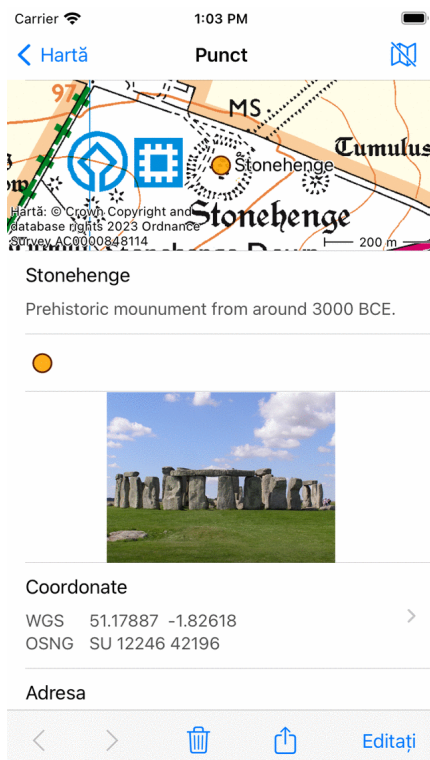 Carrier
1:03 PM
Hartă
Punct
97
MS.
Tumulus
Stonehenge
Stonehenge
Hartă: © Crown Copyright and
database rights 2023 Ordnance
Survey AC0000848114
200 m
Stonehenge Down
Stonehenge
Prehistoric mounument from around 3000 BCE.
Coordonate
WGS 51.17887 -1.82618
OSNG SU 12246 42196
Adresa
Editați